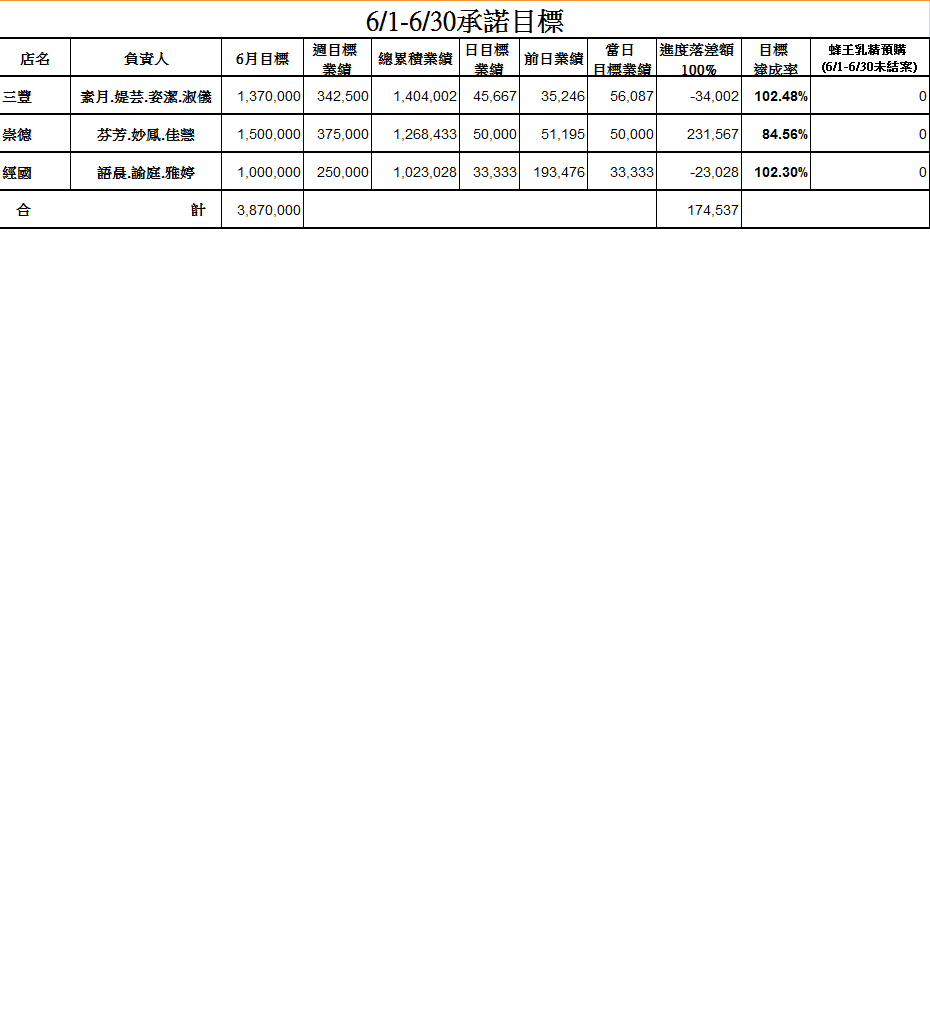 6/1-6/30承諾目標
店名 負責人 6月目標 週目標業績 總累積業績 日目標業績 前日業績 當日目標業績 進度落差額100% 目標達成率 蜂王乳精預購(6/1-6/30未結案)
三豐 素月.媞芸.姿潔.淑儀 1,370,000 342,500 1,404,002 45,667 35,246 56,087 -34,002 102.48% 0
崇德 芬芳.妙鳳.佳慧 1,500,000 375,000 1,268,433 50,000 51,195 50,000 231,567 84.56% 0
經國 語晨.諭庭.雅婷 1,000,000 250,000 1,023,028 33,333 193,476 33,333 -23,028 102.30% 0
合 計 3,870,000 174,537